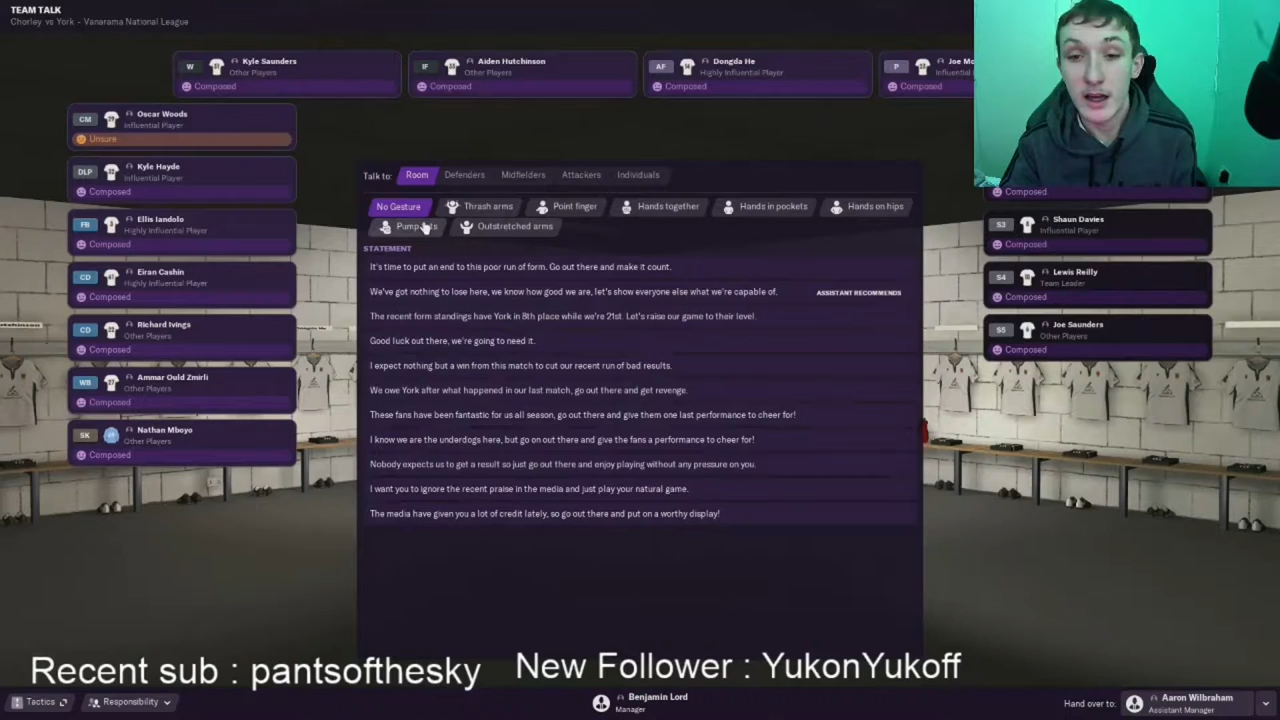 TEAM TALK
Chorley vs York - Vanarama National League
W Kyle Saunders
Other Players
Composed
IF Aiden Hutchinson
Other Players
Composed
AF Dongda He
Highly Influential Player
Composed
P Joe Mo
Influential
Composed
CM Oscar Woods
Influential Player
Unsure
DLP Kyle Hayde
Influential Player
Composed
FB Ellis Iandolo
Highly Influential Player
Composed
CD Eiran Cashin
Highly Influential Player
Composed
CD Richard Ivings
Other Players
Composed
WB Ammar Ould Zmirli
Other Players
Composed
SK Nathan Mboyo
Other Players
Composed
Talk to: Room Defenders Midfielders Attackers Individuals
No Gesture Thrash arms Point finger Hands together Hands in pockets Hands on hips
Pump Outstretched arms
STATEMENT
It's time to put an end to this poor run of form. Go out there and make it count.
We've got nothing to lose here, we know how good we are, let's show everyone else what we're capable of. ASSISTANT RECOMMENDS
The recent form standings have York in 8th place while we're 21st. Let's raise our game to their level.
Good luck out there, we're going to need it.
I expect nothing but a win from this match to cut our recent run of bad results.
We owe York after what happened in our last match, go out there and get revenge.
These fans have been fantastic for us all season, go out there and give them one last performance to cheer for!
I know we are the underdogs here, but go on out there and give the fans a performance to cheer for!
Nobody expects us to get a result so just go out there and enjoy playing without any pressure on you.
I want you to ignore the recent praise in the media and just play your natural game.
The media have given you a lot of credit lately, so go out there and put on a worthy display!
Composed
S3 Shaun Davies
Influential Player
Composed
S4 Lewis Reilly
Team Leader
Composed
S5 Joe Saunders
Other Players
Composed
Recent sub : pantsofthesky
New Follower : YukonYukoff
Tactics
Responsibility
Benjamin Lord
Manager
Hand over to:
Aaron Wilbraham
Assistant Manager